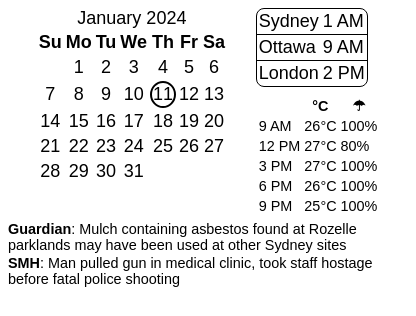 January 2024
Su Mo Tu We Th Fr Sa
1 2 3 4 5 6
7 8 9 10 11 12 13
14 15 16 17 18 19 20
21 22 23 24 25 26 27
28 29 30 31
Sydney 1 AM
Ottawa 9 AM
London 2 PM
°C ☂
9 AM 26°C 100%
12 PM 27°C 80%
3 PM 27°C 100%
6 PM 26°C 100%
9 PM 25°C 100%
Guardian: Mulch containing asbestos found at Rozelle
parklands may have been used at other Sydney sites
SMH: Man pulled gun in medical clinic, took staff hostage
before fatal police shooting